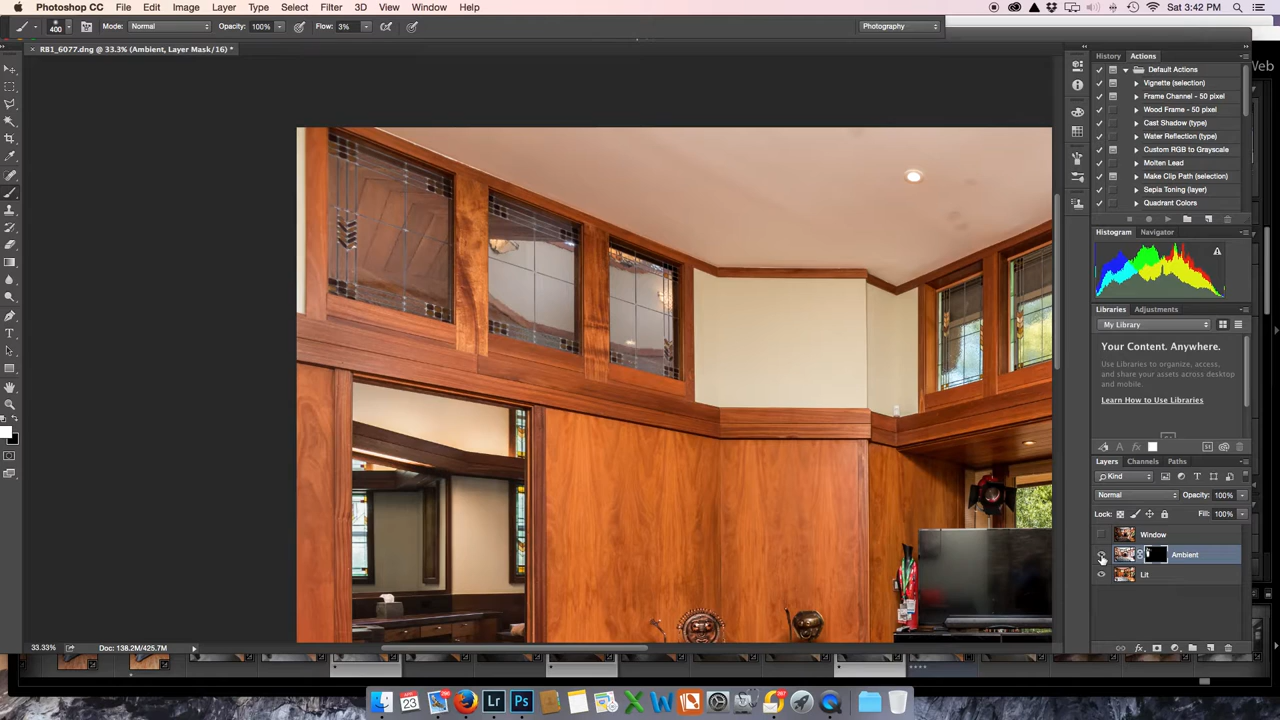 Photoshop CC File Edit Image Layer Type Select Filter 3D View Window Help Sat 3:42 PM
400 Mode: Normal Opacity: 100% Flow: 3% Photography
× R81_6077.dng @ 33.3% (Ambient, Layer Mask/16) *
History Actions
Default Actions
Vignette (selection)
Frame Channel - 50 pixel
Wood Frame - 50 pixel
Cast Shadow (type)
Water Reflection (type)
Custom RGB to Grayscale
Molten Lead
Make Clip Path (selection)
Sepia Toning (layer)
Quadrant Colors
Web
Histogram Navigator
Libraries Adjustments
My Library
Your Content. Anywhere.
Use Libraries to organize, access,
and share your assets across desktop
and mobile.
Learn How to Use Libraries
Layers Channels Paths
Kind
Normal Opacity: 100%
Lock: Fill: 100%
Window
Ambient
Lit
33.33% Doc: 138.2M/425.7M